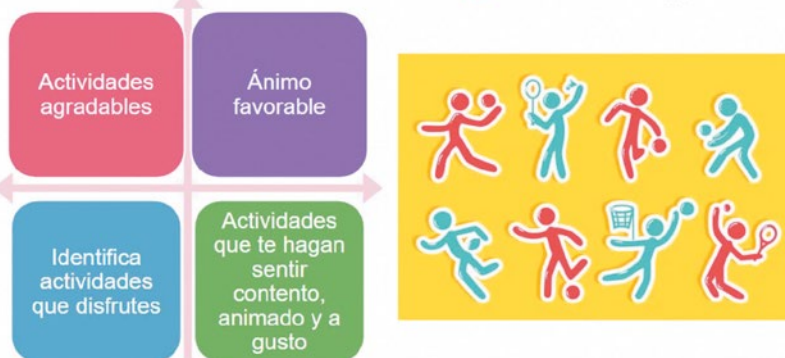 Actividades
agradables
Ánimo
favorable
Identifica
actividades
que disfrutes
Actividades
que te hagan
sentir
contento,
animado y a
gusto